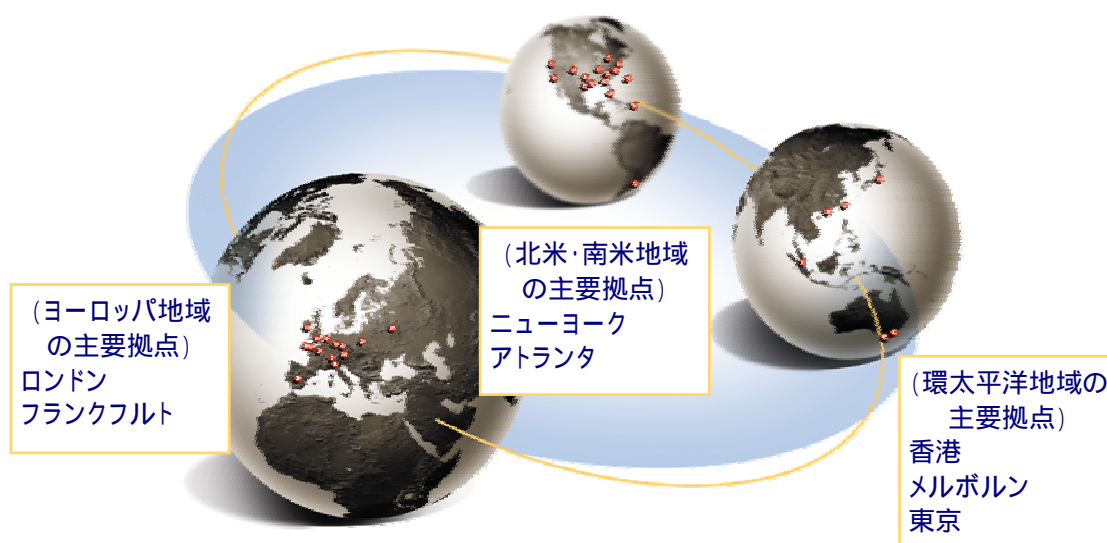 (ヨーロッパ地域
の主要拠点)
ロンドン
フランクフルト
(北米・南米地域
の主要拠点)
ニューヨーク
アトランタ
(環太平洋地域の
主要拠点)
香港
メルボルン
東京